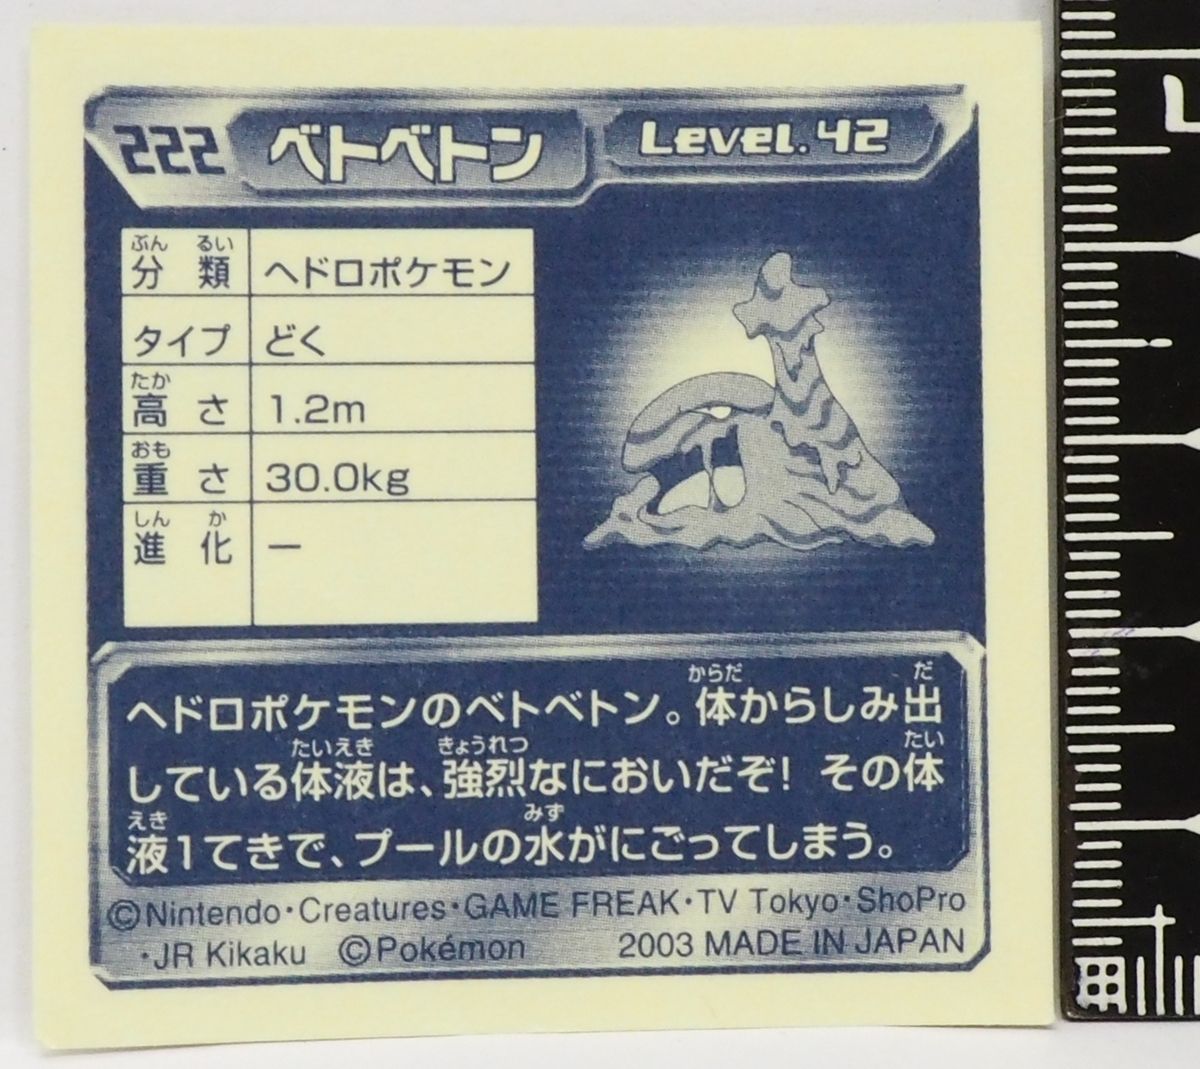 222 ベトベトン Level.42
ぶん るい
分 類 ヘドロポケモン
タイプ どく
たか
高 さ 1.2m
おも
重 さ 30.0kg
しん か
進 化 ー
からだ だ
ヘドロポケモンのベトベトン。体からしみ出
たいえき きょうれつ たい
している体液は、強烈なにおいだぞ! その体
えき みず
液1てきで、プールの水がにごってしまう。
©Nintendo・Creatures・GAME FREAK・TV Tokyo・ShoPro
・JR Kikaku ©Pokémon 2003 MADE IN JAPAN